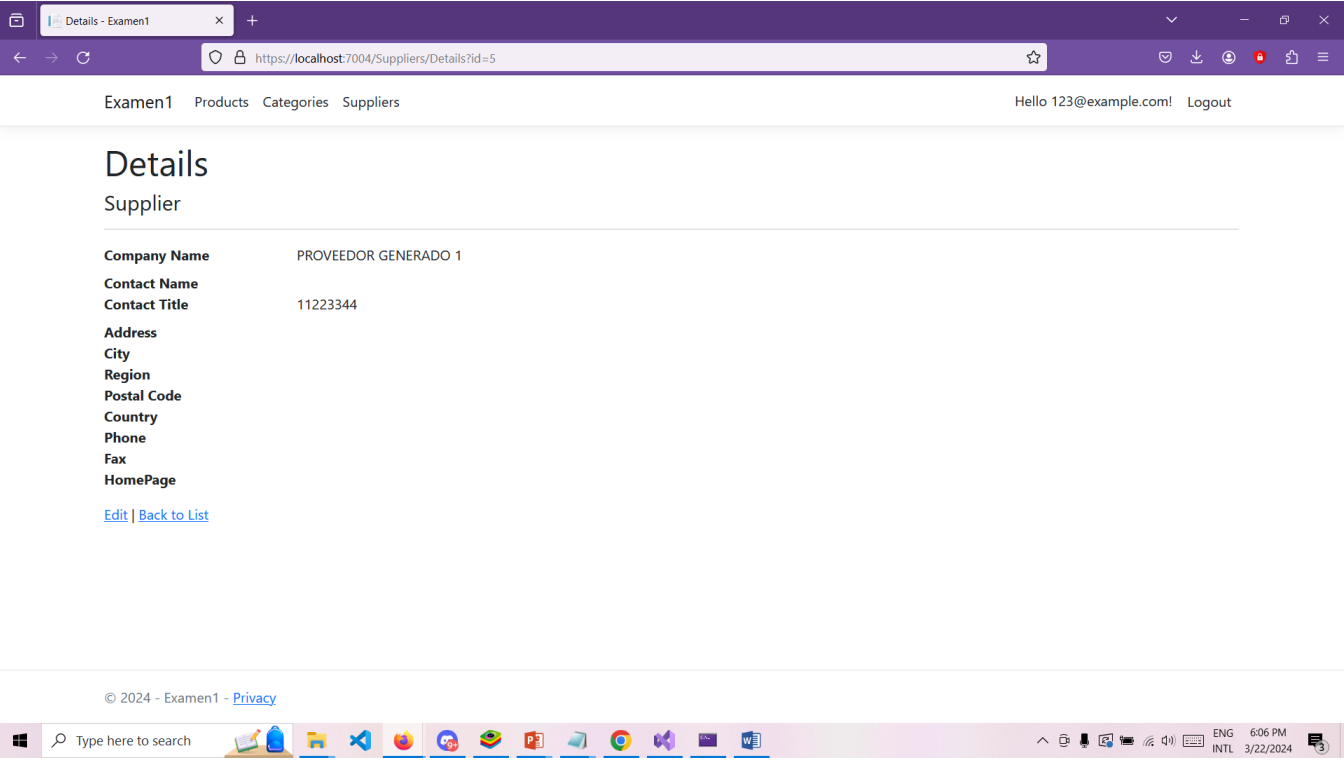 Details - Examen1
https://localhost:7004/Suppliers/Details?id=5
Examen1 Products Categories Suppliers Hello 123@example.com! Logout
Details
Supplier
Company Name PROVEEDOR GENERADO 1
Contact Name
Contact Title 11223344
Address
City
Region
Postal Code
Country
Phone
Fax
HomePage
Edit | Back to List
© 2024 - Examen1 - Privacy
Type here to search 9+ ENG 6:06 PM
INTL 3/22/2024 3